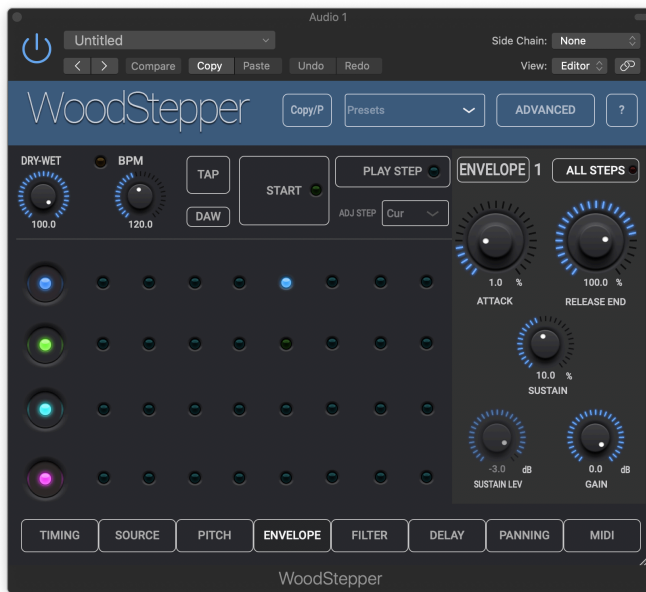 Audio 1
Untitled
Side Chain: None
Compare Copy Paste Undo Redo
View: Editor
WoodStepper
Copy/P
Presets
ADVANCED
?
DRY-WET
100.0
BPM
120.0
TAP
DAW
START
PLAY STEP
ADJ STEP Cur
ENVELOPE 1
ALL STEPS
1.0 %
ATTACK
100.0 %
RELEASE END
10.0 %
SUSTAIN
-3.0 dB
SUSTAIN LEV
0.0 dB
GAIN
TIMING SOURCE PITCH ENVELOPE FILTER DELAY PANNING MIDI
WoodStepper